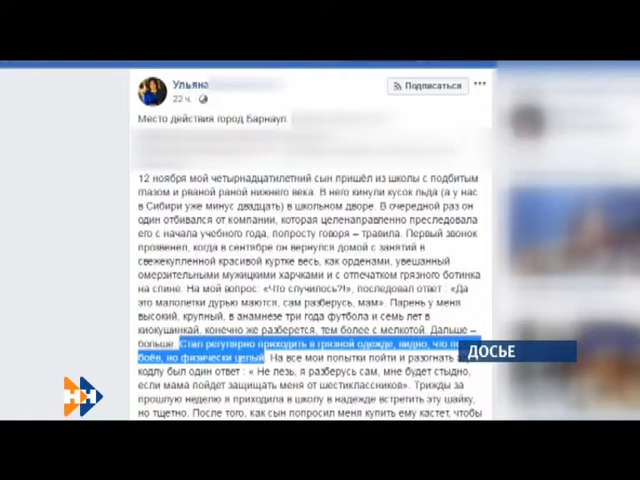 Ульяна
Подписаться
22 ч.
Место действия город Барнаул.
12 ноября мой четырнадцатилетний сын пришёл из школы с подбитым
глазом и рваной раной нижнего века. В него кинули кусок льда (а у нас
в Сибири уже минус двадцать) в школьном дворе. В очередной раз он
один отбивался от компании, которая целенаправленно преследовала
его с начала учебного года, попросту говоря – травила. Первый звонок
прозвенел, когда в сентябре он вернулся домой с занятий в
свежекупленной красивой куртке весь, как орденами, увешанный
омерзительными мужицкими харчками и с отпечатком грязного ботинка
на спине. На мой вопрос: «Что случилось?!», последовал ответ : «Да
это малолетки дурью маются, сам разберусь, мам». Парень у меня
высокий, крупный, в анамнезе три года футбола и семь лет в
киокушинкай, конечно же разберется, тем более с мелкотой. Дальше –
больше. Стал регулярно приходить в грязной одежде, видно, что
боёв, но физически целый. На все мои попытки пойти и разогнать
кодлу был один ответ : « Не лезь, я разберусь сам, мне будет стыдно,
если мама пойдет защищать меня от шестиклассников». Трижды за
прошлую неделю я приходила в школу в надежде встретить эту шайку,
но тщетно. После того, как сын попросил меня купить ему кастет, чтобы
ДОСЬЕ
НН